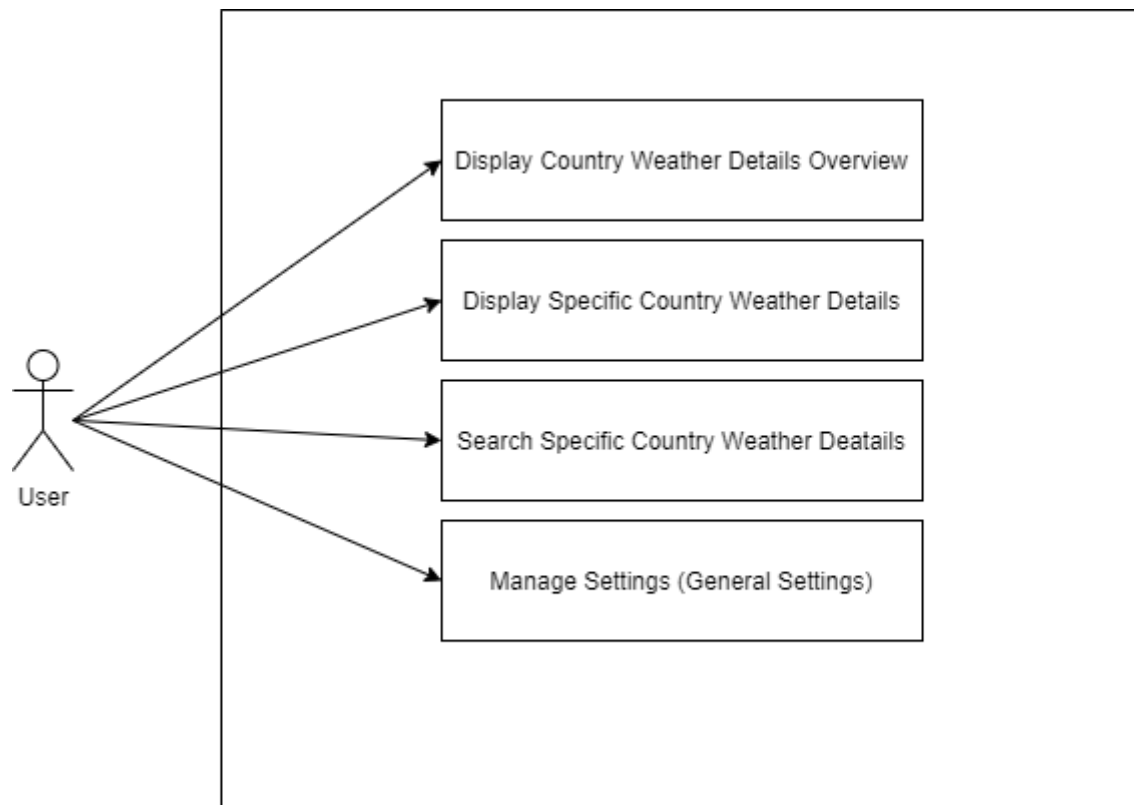 Display Country Weather Details Overview
Display Specific Country Weather Details
Search Specific Country Weather Deatails
User
Manage Settings (General Settings)